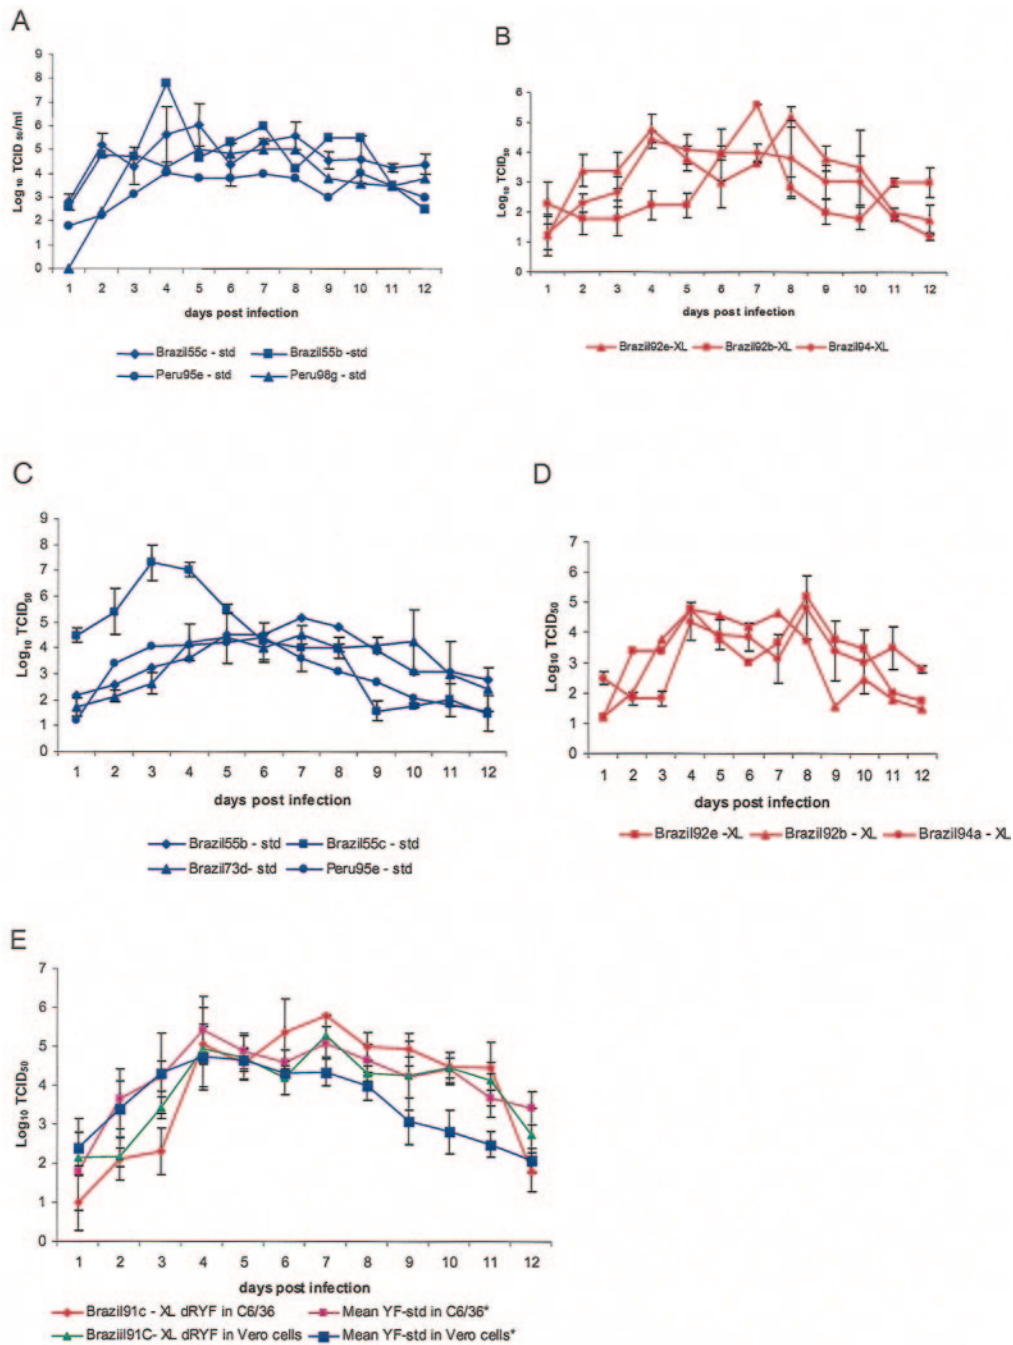 A
Log10 TCID 50/ml
9
8
7
6
5
4
3
2
1
0
1 2 3 4 5 6 7 8 9 10 11 12
days post infection
Brazil55c - std Brazil55b -std
Peru95e - std Peru98g - std
B
Log10 TCID50
6
5
4
3
2
1
0
1 2 3 4 5 6 7 8 9 10 11 12
days post infection
Brazil92e-XL Brazil92b-XL Brazil94-XL
C
Log10 TCID50
9
8
7
6
5
4
3
2
1
0
1 2 3 4 5 6 7 8 9 10 11 12
days post infection
Brazil55b - std Brazil55c - std
Brazil73d- std Peru95e - std
D
Log10 TCID50
7
6
5
4
3
2
1
0
1 2 3 4 5 6 7 8 9 10 11 12
days post infection
Brazil92e -XL Brazil92b - XL Brazil94a - XL
E
Log10 TCID50
7
6
5
4
3
2
1
0
1 2 3 4 5 6 7 8 9 10 11 12
days post infection
Brazil91c - XL dRYF in C6/36 Mean YF-std in C6/36*
Braziil91C- XL dRYF in Vero cells Mean YF-std in Vero cells*